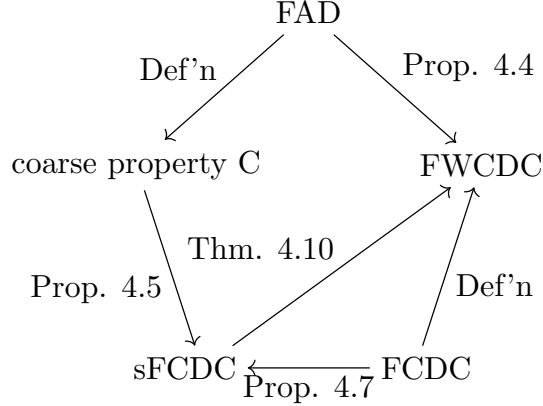 FAD
Def'n
Prop. 4.4
coarse property C
FWCDC
Thm. 4.10
Prop. 4.5
Def'n
sFCDC
FCDC
Prop. 4.7